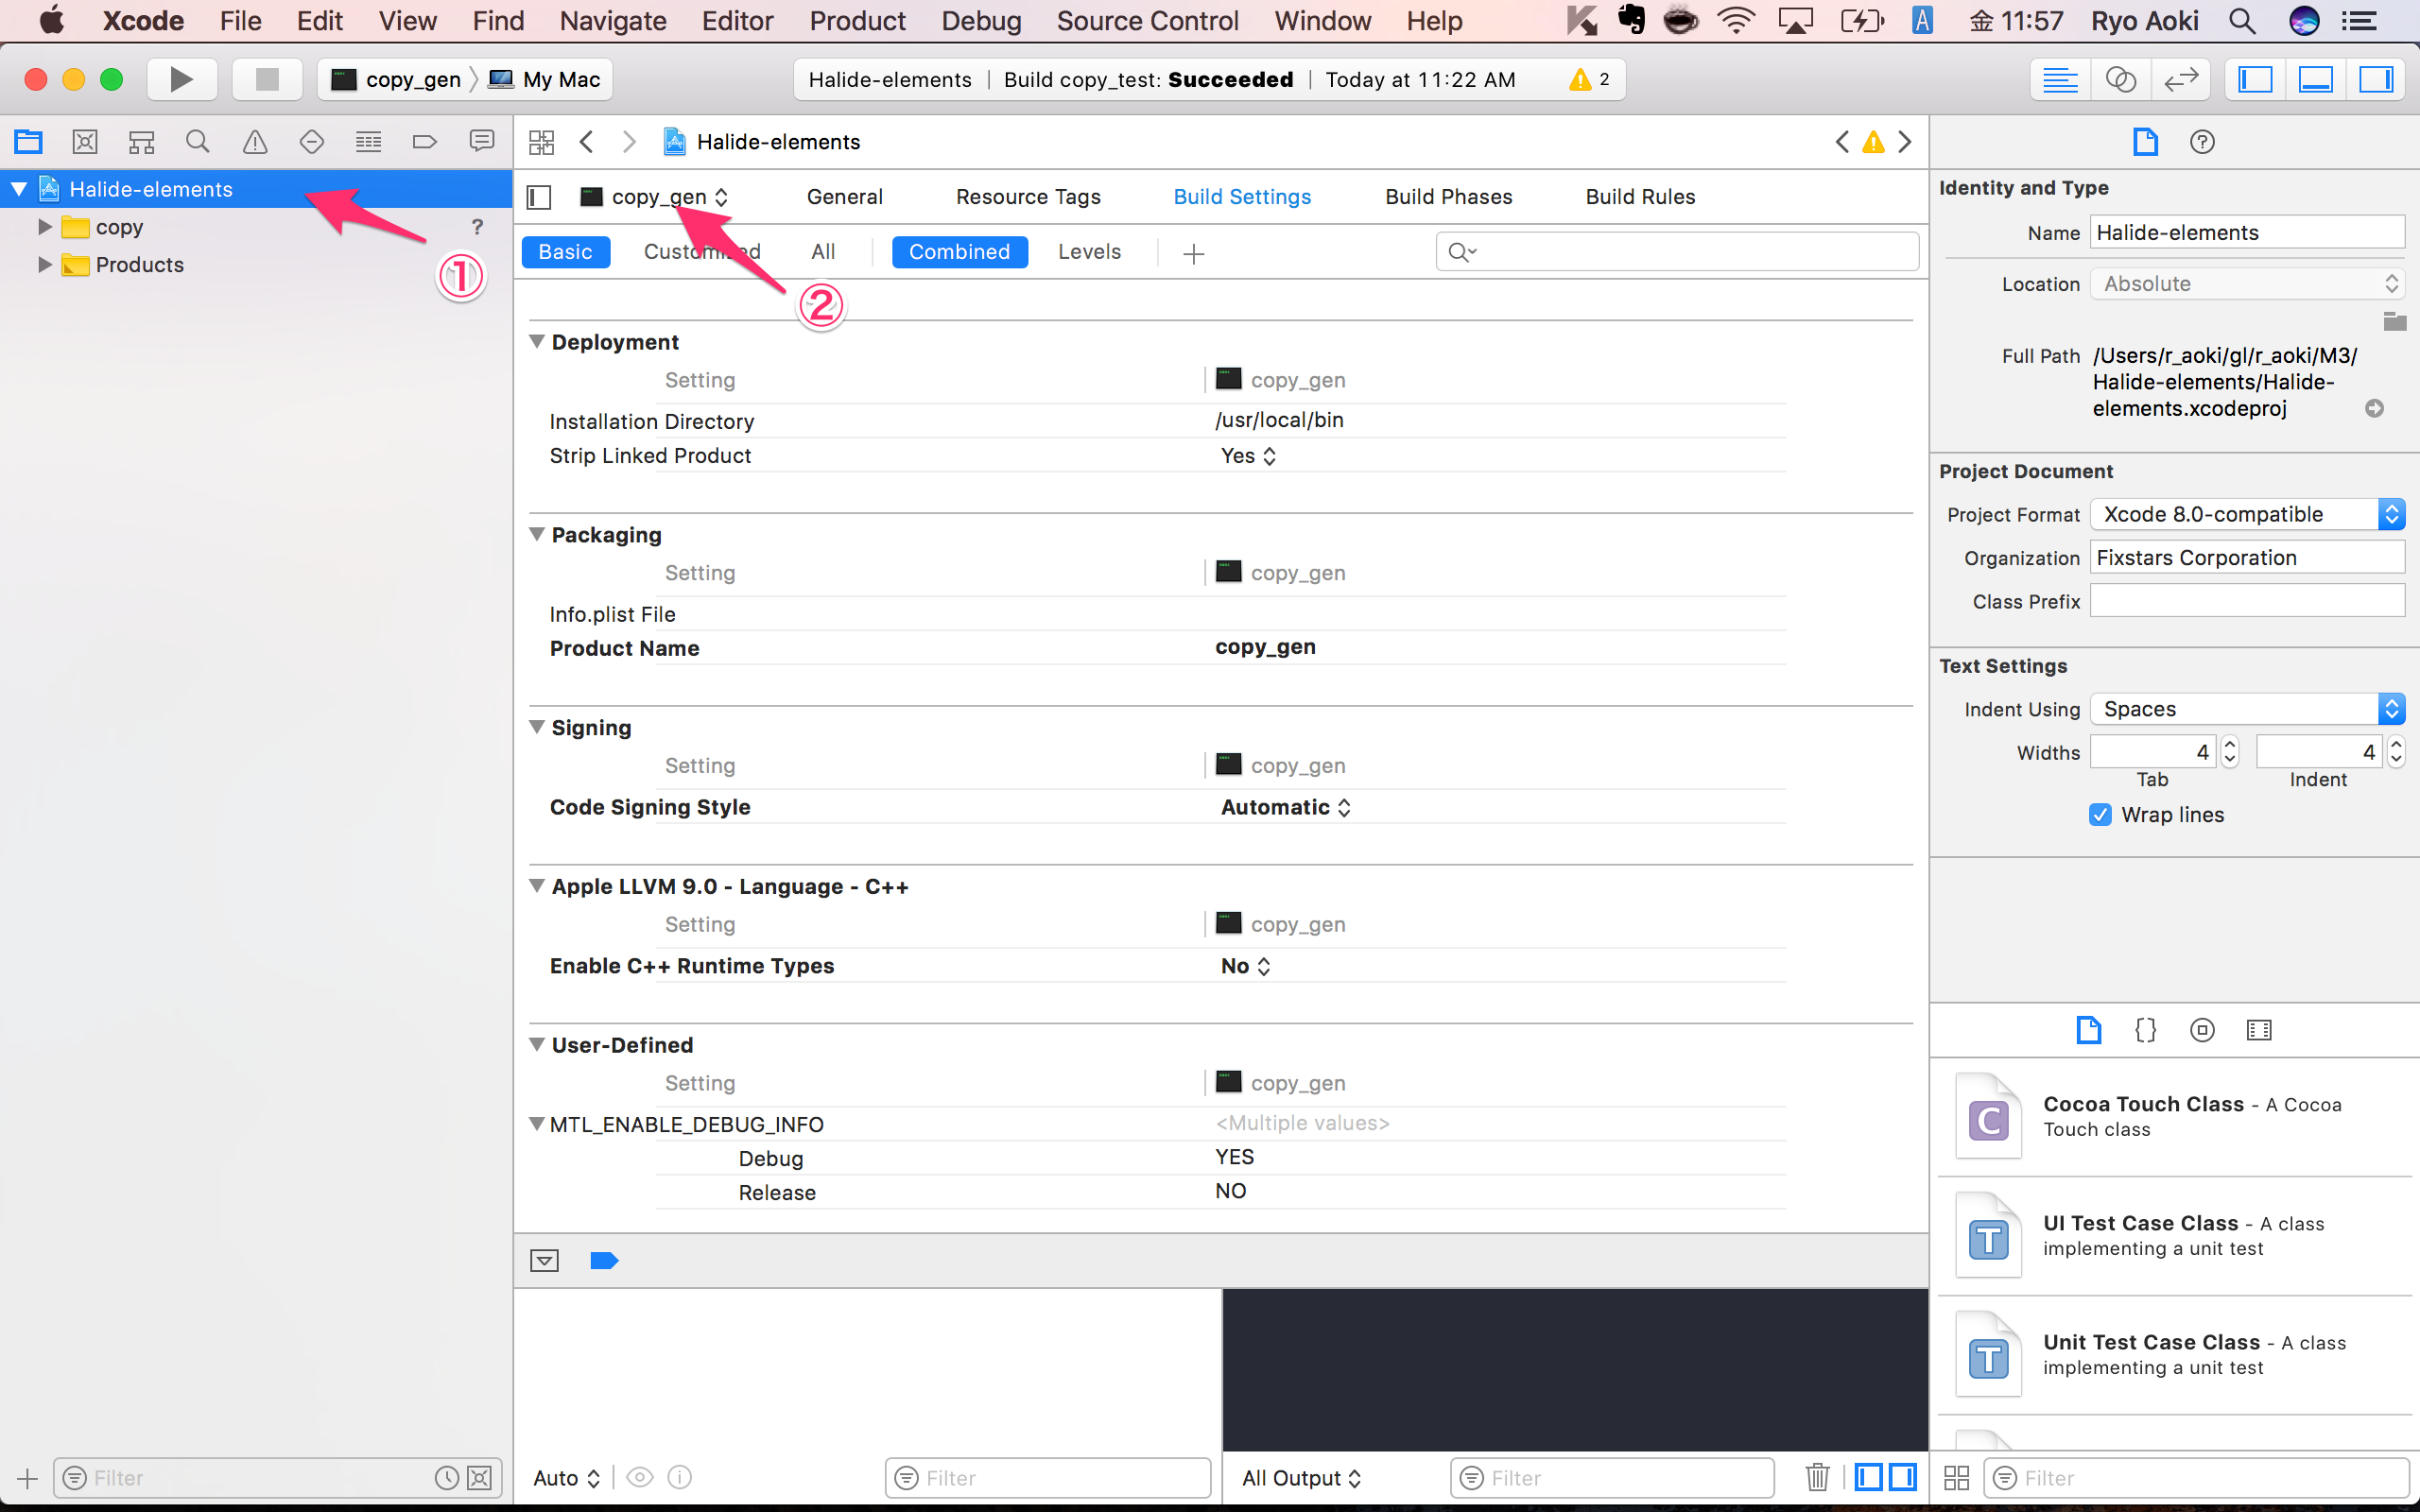 Xcode File Edit View Find Navigate Editor Product Debug Source Control Window Help A 金 11:57 Ryo Aoki
copy_gen My Mac Halide-elements | Build copy_test: Succeeded | Today at 11:22 AM 2
Halide-elements
Halide-elements
copy ?
Products
①
copy_gen General Resource Tags Build Settings Build Phases Build Rules
Basic Customized All Combined Levels
②
Deployment
Setting copy_gen
Installation Directory /usr/local/bin
Strip Linked Product Yes
Packaging
Setting copy_gen
Info.plist File
Product Name copy_gen
Signing
Setting copy_gen
Code Signing Style Automatic
Apple LLVM 9.0 - Language - C++
Setting copy_gen
Enable C++ Runtime Types No
User-Defined
Setting copy_gen
MTL_ENABLE_DEBUG_INFO <Multiple values>
Debug YES
Release NO
Identity and Type
Name Halide-elements
Location Absolute
Full Path /Users/r_aoki/gl/r_aoki/M3/
Halide-elements/Halide-
elements.xcodeproj
Project Document
Project Format Xcode 8.0-compatible
Organization Fixstars Corporation
Class Prefix
Text Settings
Indent Using Spaces
Widths 4 4
Tab Indent
Wrap lines
{}
C
Cocoa Touch Class - A Cocoa
Touch class
T
UI Test Case Class - A class
implementing a unit test
T
Unit Test Case Class - A class
implementing a unit test
Filter
Auto Filter
All Output Filter
Filter